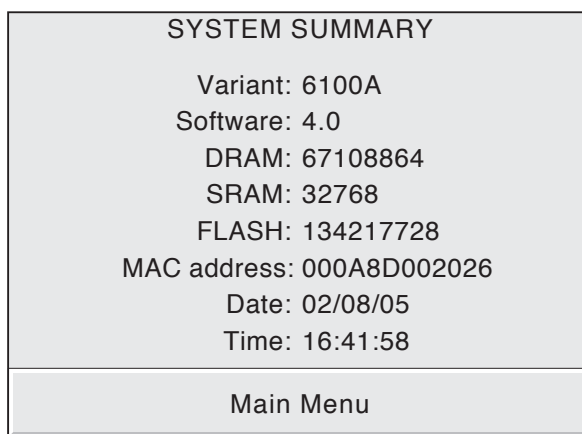 SYSTEM SUMMARY
Variant: 6100A
Software: 4.0
DRAM: 67108864
SRAM: 32768
FLASH: 134217728
MAC address: 000A8D002026
Date: 02/08/05
Time: 16:41:58
Main Menu